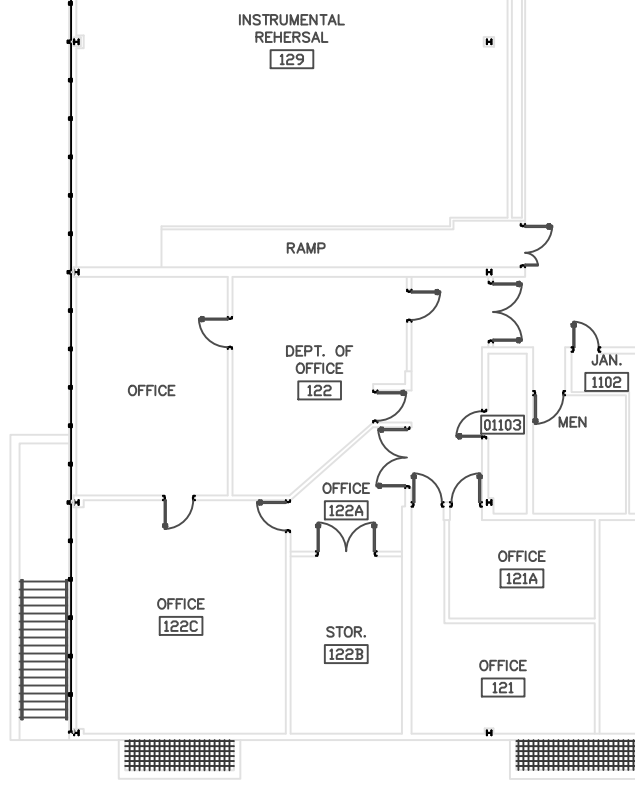 INSTRUMENTAL
REHERSAL
129
RAMP
DEPT. OF
OFFICE
122
OFFICE
JAN.
1102
01103
MEN
OFFICE
122A
OFFICE
121A
OFFICE
122C
STOR.
122B
OFFICE
121